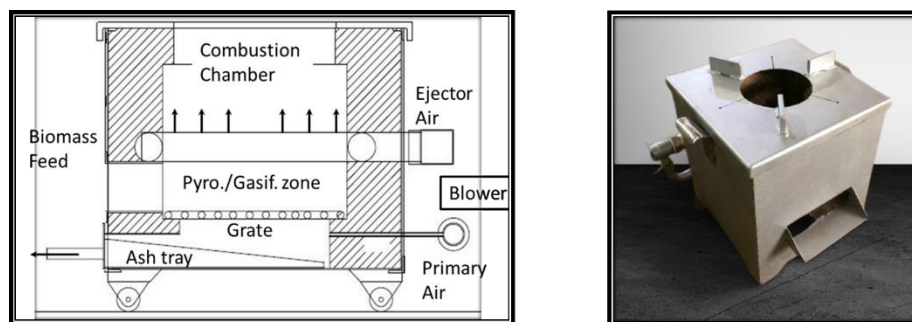 Combustion
Chamber
Ejector
Air
Biomass
Feed
Pyro./Gasif. zone
Blower
Grate
Ash tray
Primary
Air